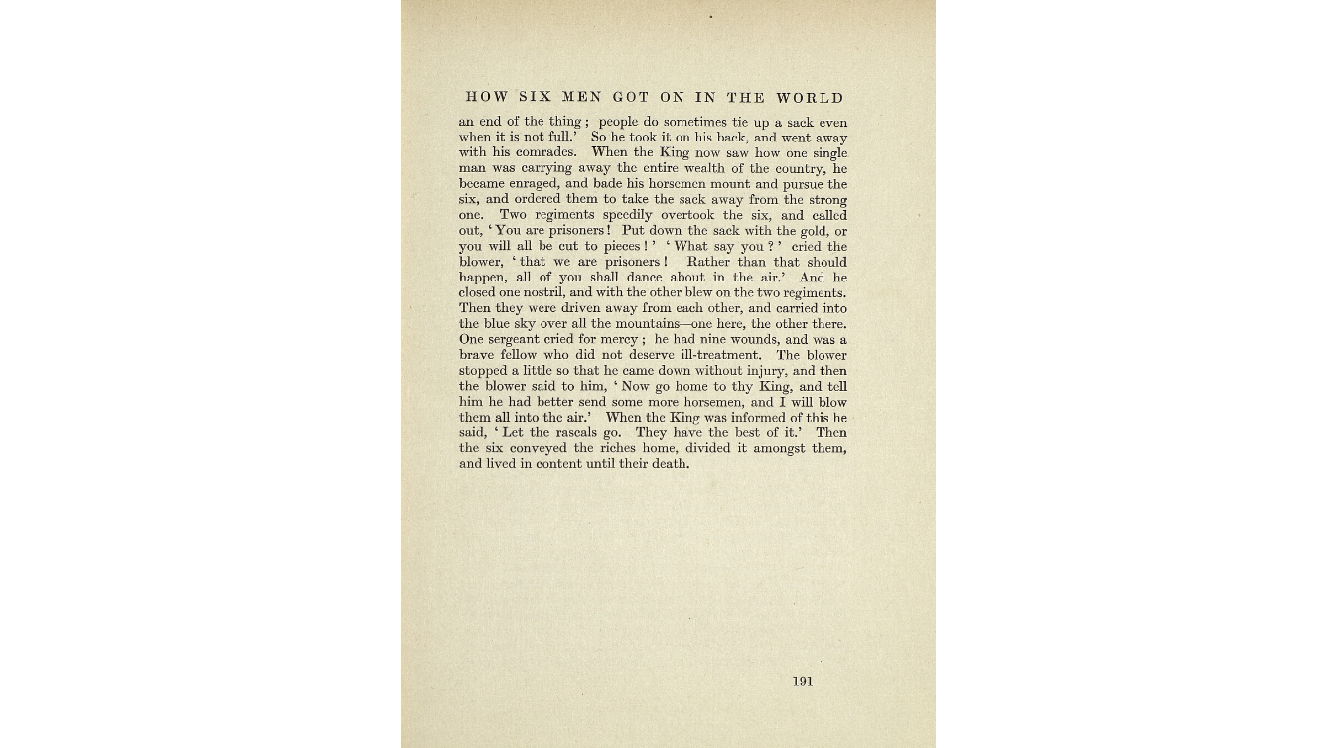 HOW SIX MEN GOT ON IN THE WORLD
an end of the thing; people do sometimes tie up a sack even
when it is not full.' So he took it on his back, and went away
with his comrades. When the King now saw how one single
man was carrying away the entire wealth of the country, he
became enraged, and bade his horsemen mount and pursue the
six, and ordered them to take the sack away from the strong
one. Two regiments speedily overtook the six, and called
out, 'You are prisoners! Put down the sack with the gold, or
you will all be cut to pieces!' 'What say you?' cried the
blower, 'that we are prisoners! Rather than that should
happen, all of you shall dance about in the air.' And he
closed one nostril, and with the other blew on the two regiments.
Then they were driven away from each other, and carried into
the blue sky over all the mountains—one here, the other there.
One sergeant cried for mercy; he had nine wounds, and was a
brave fellow who did not deserve ill-treatment. The blower
stopped a little so that he came down without injury, and then
the blower said to him, 'Now go home to thy King, and tell
him he had better send some more horsemen, and I will blow
them all into the air.' When the King was informed of this he
said, 'Let the rascals go. They have the best of it.' Then
the six conveyed the riches home, divided it amongst them,
and lived in content until their death.
191